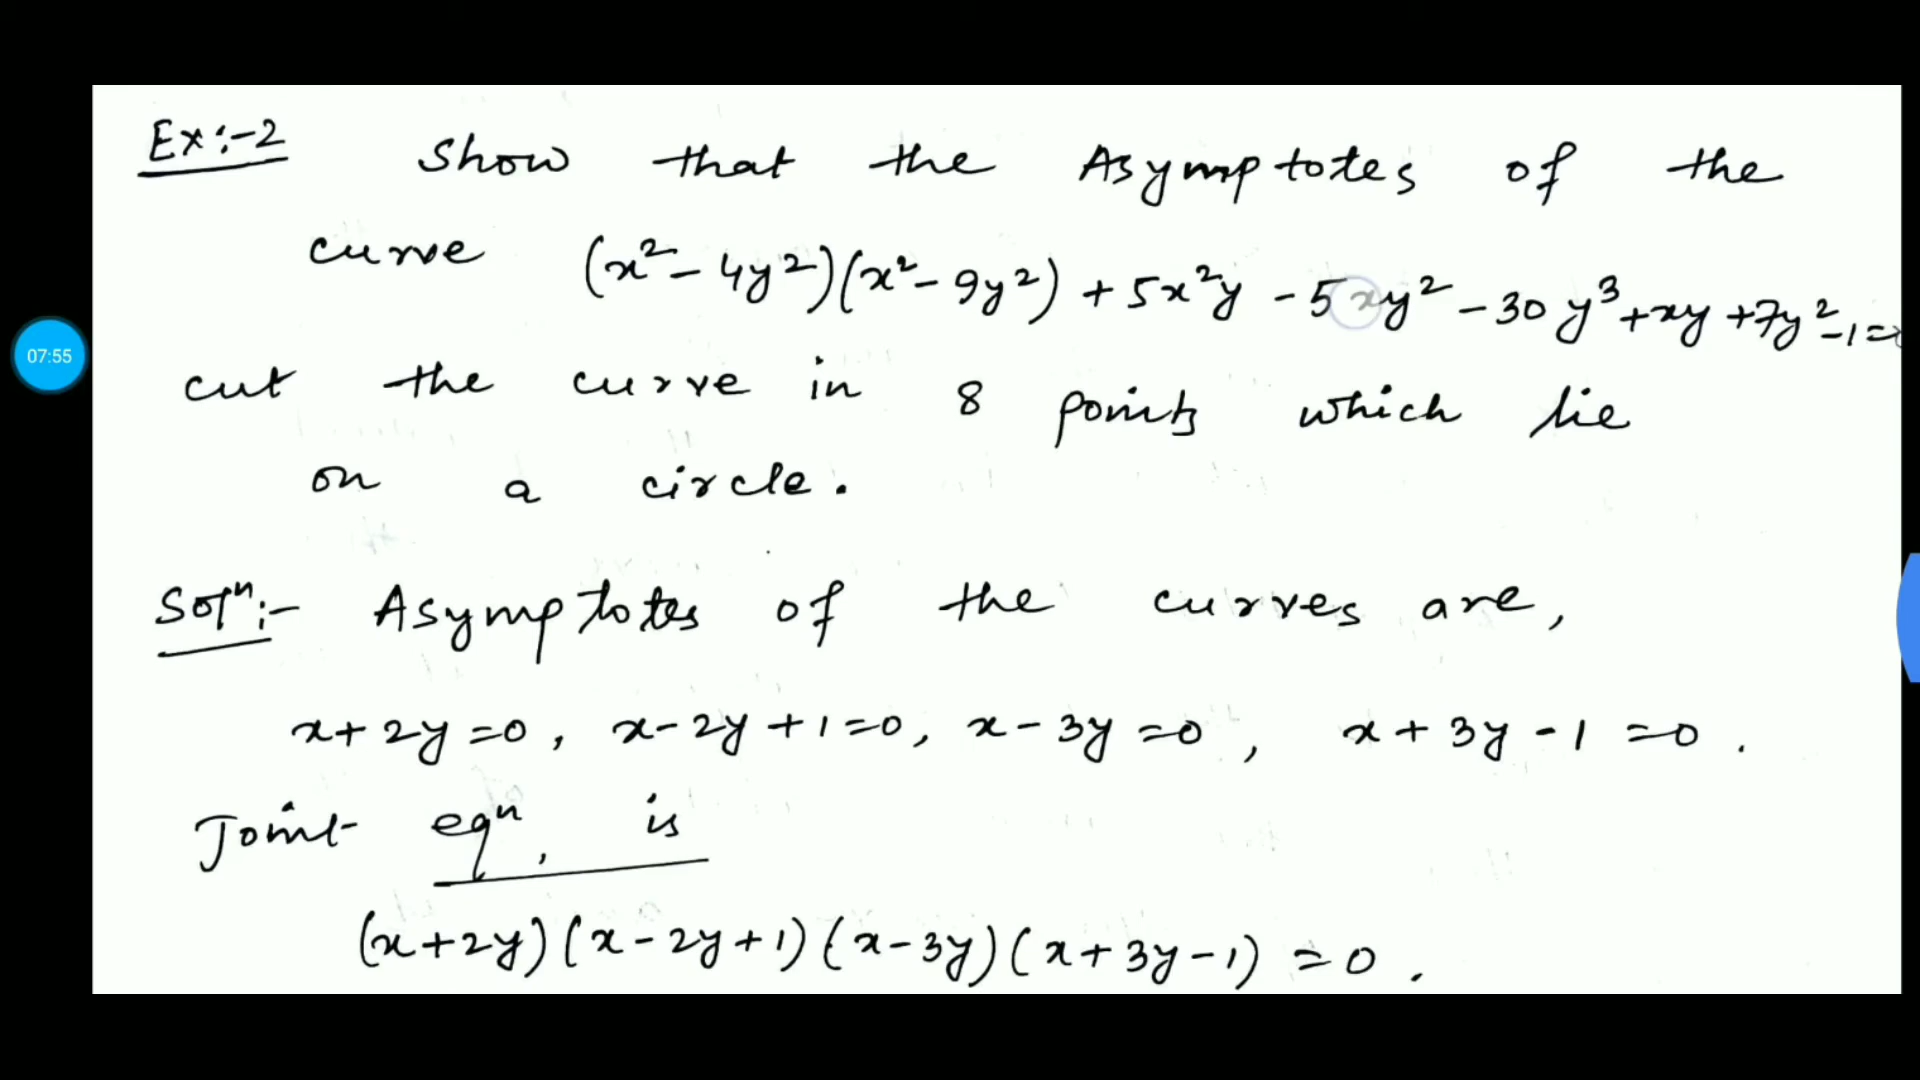 Ex:-2 Show that the Asymptotes of the
curve (x²-4y²)(x²-9y²)+5x²y-5xy²-30y³+xy+7y²-1=0
cut the curve in 8 points which lie
07:55
on a circle.
Solⁿ:- Asymptotes of the curves are,
x+2y=0, x-2y+1=0, x-3y=0, x+3y-1=0.
Joint eqⁿ, is
(x+2y)(x-2y+1)(x-3y)(x+3y-1)=0.